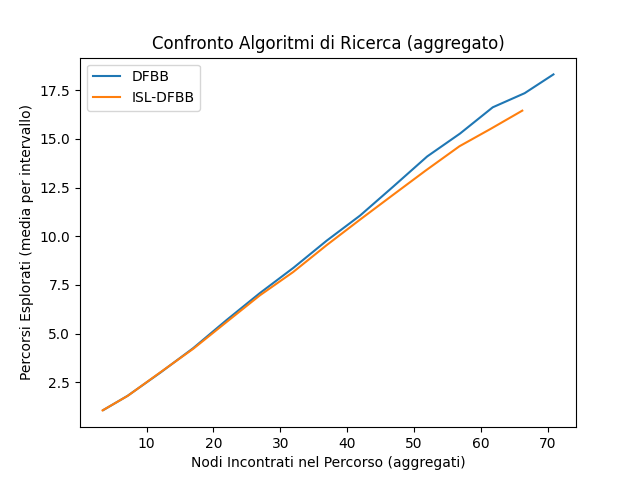 Confronto Algoritmi di Ricerca (aggregato)
DFBB
ISL-DFBB
Percorsi Esplorati (media per intervallo)
17.5
15.0
12.5
10.0
7.5
5.0
2.5
10 20 30 40 50 60 70
Nodi Incontrati nel Percorso (aggregati)